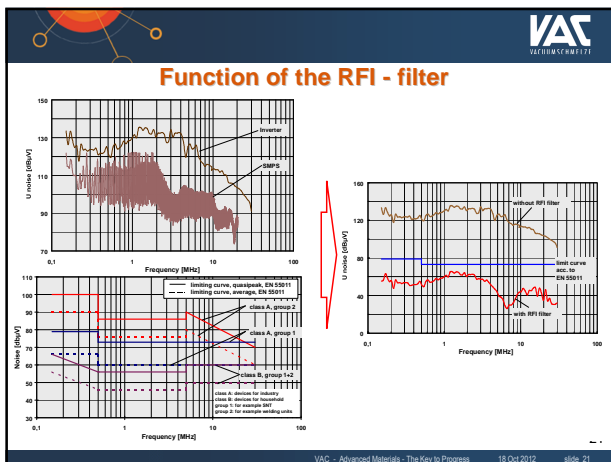 VAC
VACUUMSCHMELZE
Function of the RFI - filter
150
130
110
90
70
U noise [dBµV]
Inverter
SMPS
0,1
1
10
100
Frequency [MHz]
110
100
90
80
70
60
50
40
30
Noise [dbµV]
limiting curve, quasipeak, EN 55011
limiting curve, average, EN 55011
class A, group 2
class A, group 1
class B, group 1+2
class A: devices for industry
class B: devices for household
group 1: for example SNT
group 2: for example welding units
0,1
1
10
100
Frequency [MHz]
160
120
80
40
0
U noise [dBµV]
without RFI filter
limit curve
acc. to
EN 55011
with RFI filter
0,1
1
10
100
Frequency [MHz]
VAC - Advanced Materials - The Key to Progress
18 Oct 2012
slide 21